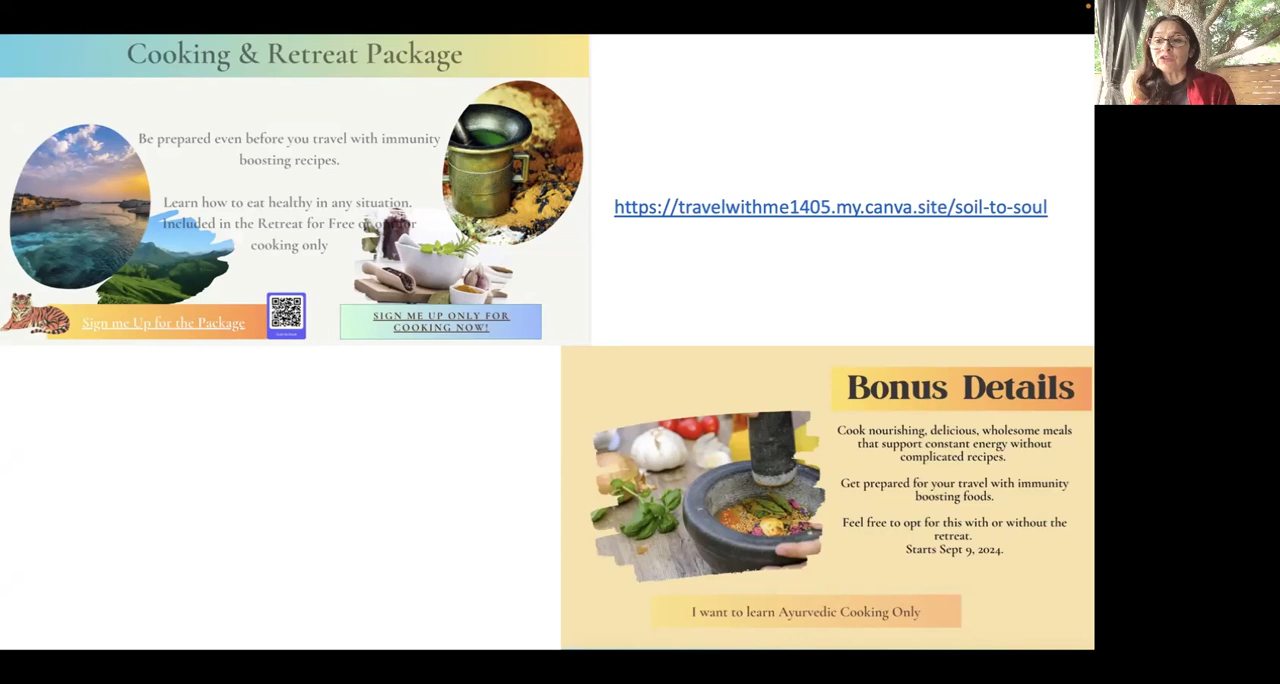 Cooking & Retreat Package
Be prepared even before you travel with immunity
boosting recipes.
Learn how to eat healthy in any situation.
Included in the Retreat for Free or for
cooking only
Sign me Up for the Package
SIGN ME UP ONLY FOR
COOKING NOW!
https://travelwithme1405.my.canva.site/soil-to-soul
Bonus Details
Cook nourishing, delicious, wholesome meals
that support constant energy without
complicated recipes.
Get prepared for your travel with immunity
boosting foods.
Feel free to opt for this with or without the
retreat.
Starts Sept 9, 2024.
I want to learn Ayurvedic Cooking Only